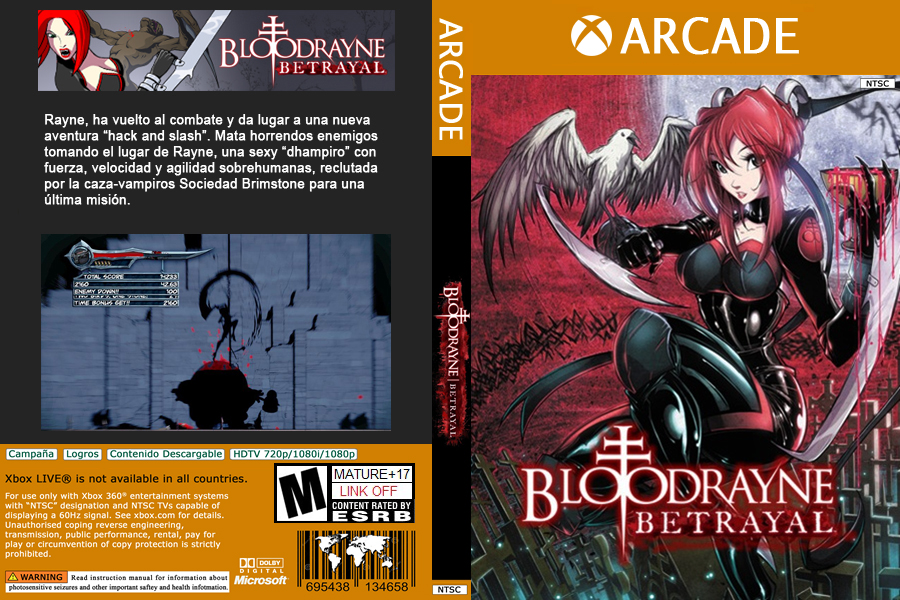 BLOODRAYNE
BETRAYAL
Rayne, ha vuelto al combate y da lugar a una nueva
aventura “hack and slash”. Mata horrendos enemigos
tomando el lugar de Rayne, una sexy “dhampiro” con
fuerza, velocidad y agilidad sobrehumanas, reclutada
por la caza-vampiros Sociedad Brimstone para una
última misión.
TOTAL SCORE
ENEMY DOWN!! 100
TIME BONUS GET!!
Campaña Logros Contenido Descargable HDTV 720p/1080i/1080p
Xbox LIVE® is not available in all countries.
For use only with Xbox 360® entertainment systems
with “NTSC” designation and NTSC TVs capable of
displaying a 60Hz signal. See xbox.com for details.
Unauthorised coping reverse engineering,
transmission, public performance, rental, pay for
play or circumvention of copy protection is strictly
prohibited.
WARNING Read instruction manual for information about
photosensitive seizures and other important saftey and health infotmation.
M
MATURE+17
LINK OFF
CONTENT RATED BY
ESRB
DOLBY
DIGITAL
Microsoft
695438 134658
ARCADE
BLOODRAYNE | BETRAYAL
NTSC
ARCADE
NTSC
BLOODRAYNE
BETRAYAL